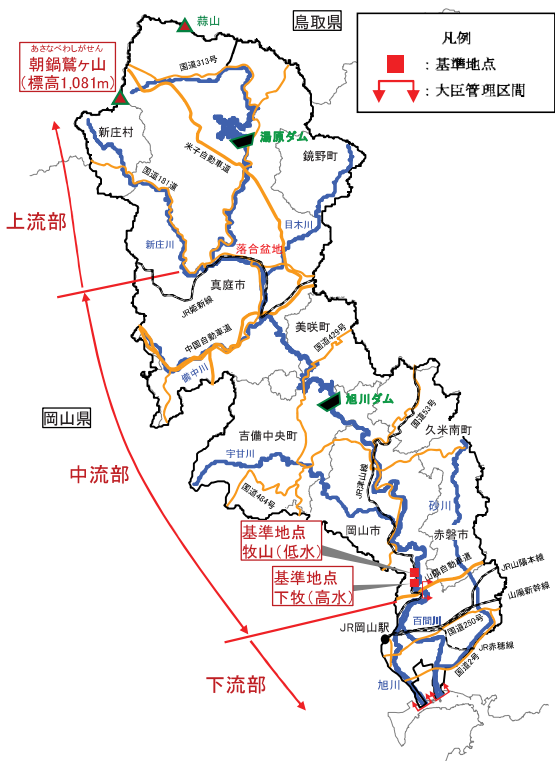 蒜山
鳥取県
凡例
：基準地点
：大臣管理区間
あさなべわしがせん
朝鍋鷲ヶ山
(標高1,081m)
国道313号
新庄村
湯原ダム
鏡野町
米子自動車道
国道181道
上流部
新庄川
目木川
落合盆地
真庭市
JR姫新線
美咲町
中国自動車道
国道429号
備中川
旭川ダム
岡山県
国道53号
久米南町
吉備中央町
宇甘川
JR津山線
中流部
国道484号
砂川
岡山市
赤磐市
基準地点
牧山(低水)
基準地点
下牧(高水)
山陽自動車道
JR山陽本線
山陽新幹線
百間川
国道250号
JR岡山駅
JR赤穂線
国道2号
旭川
下流部